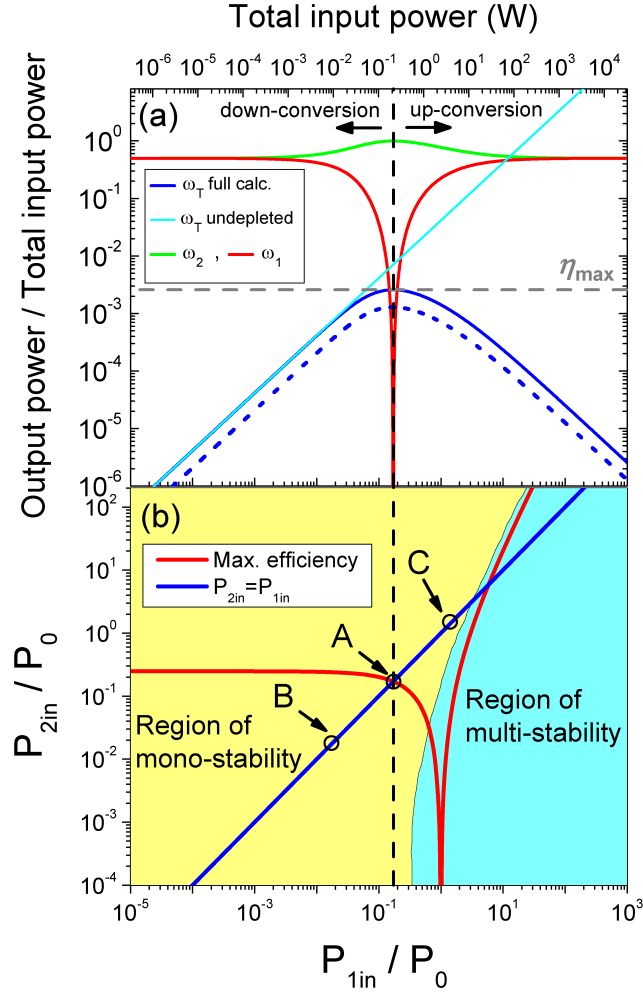 Total input power (W)
10^-6 10^-5 10^-4 10^-3 10^-2 10^-1 10^0 10^1 10^2 10^3 10^4
(a)
down-conversion up-conversion
10^0
10^-1
10^-2
10^-3
10^-4
10^-5
10^-6
ω_T full calc.
ω_T undepleted
ω_2 , ω_1
η_max
Output power / Total input power
(b)
10^2
10^1
10^0
10^-1
10^-2
10^-3
10^-4
Max. efficiency
P_2in=P_1in
C
A
B
Region of
mono-stability
Region of
multi-stability
P_2in / P_0
10^-5 10^-3 10^-1 10^1 10^3
P_1in / P_0